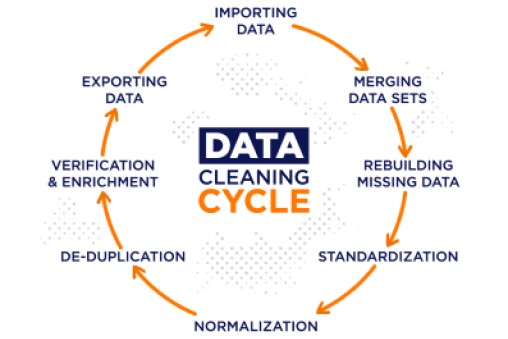 IMPORTING
DATA
MERGING
DATA SETS
REBUILDING
MISSING DATA
STANDARDIZATION
NORMALIZATION
DE-DUPLICATION
VERIFICATION
& ENRICHMENT
EXPORTING
DATA
DATA
CLEANING
CYCLE